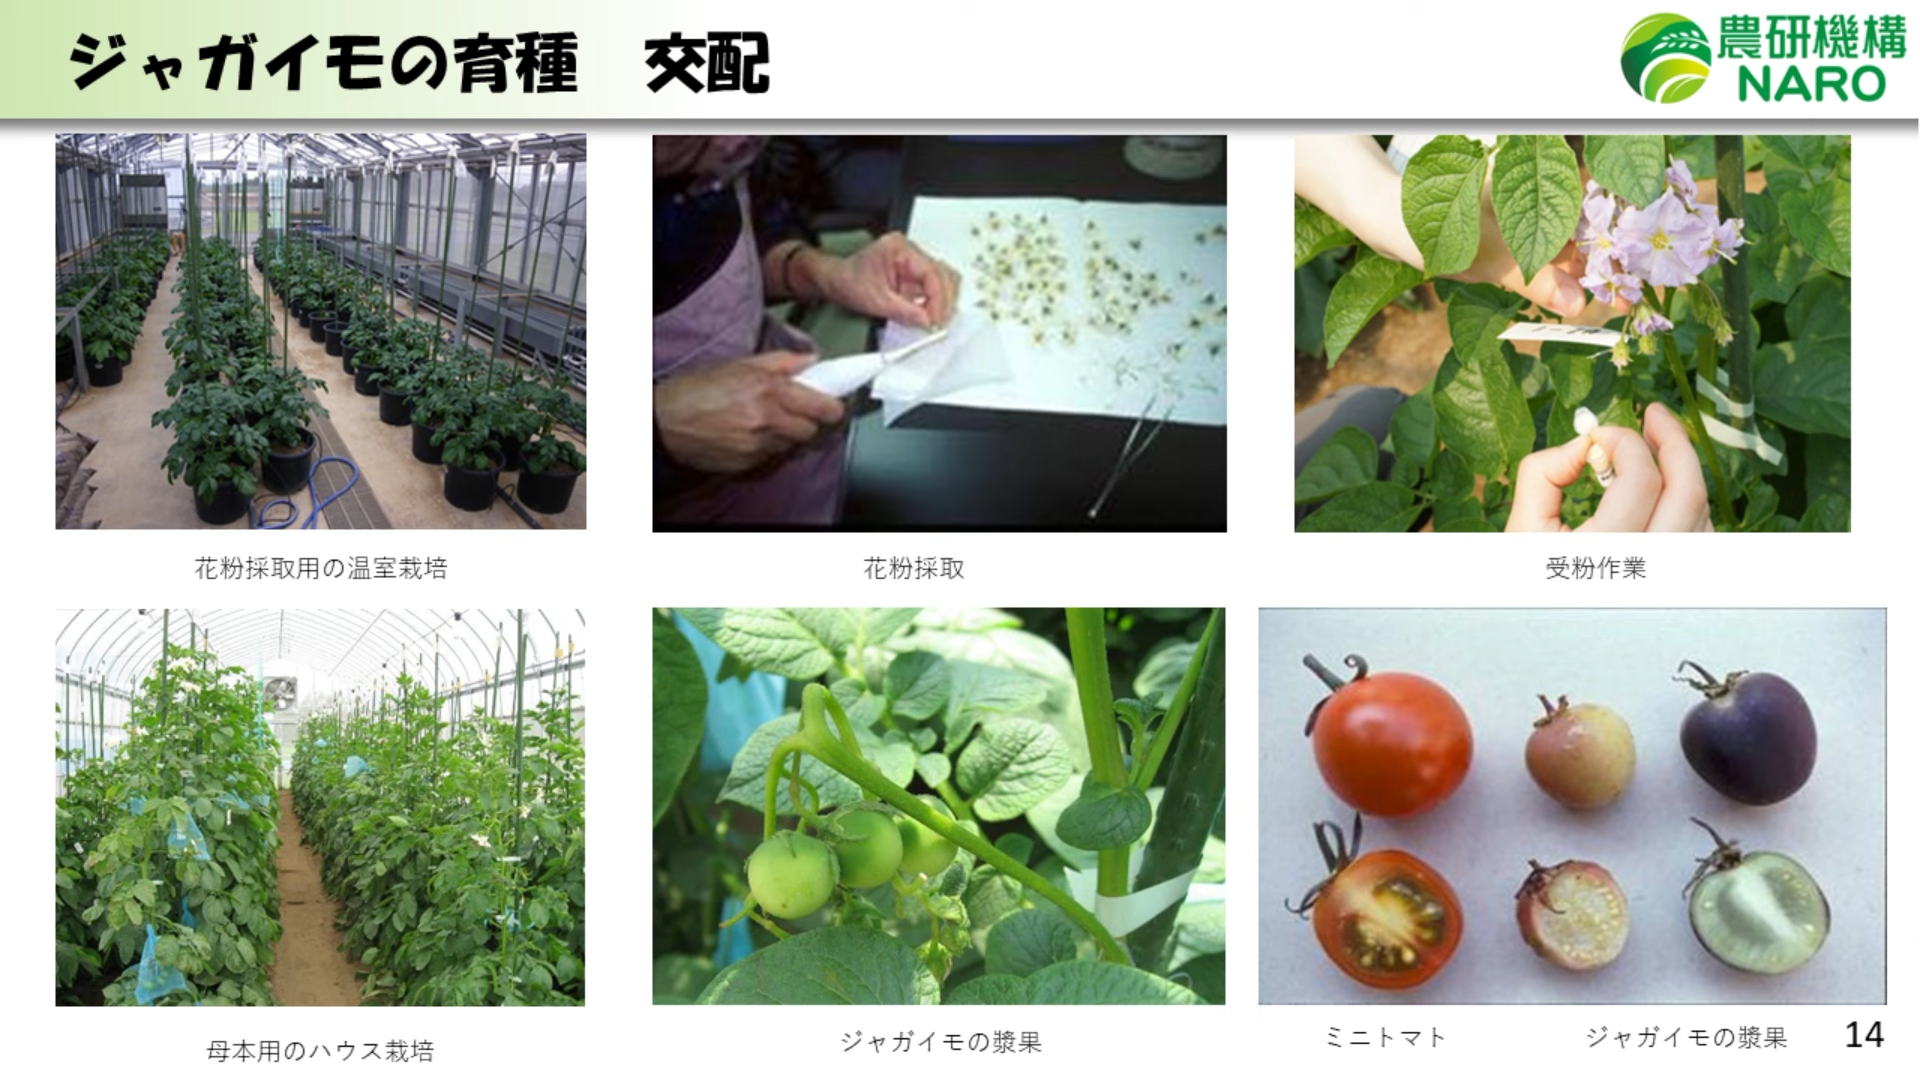 ジャガイモの育種　交配
農研機構
NARO
花粉採取用の温室栽培
花粉採取
受粉作業
母本用のハウス栽培
ジャガイモの漿果
ミニトマト
ジャガイモの漿果
14